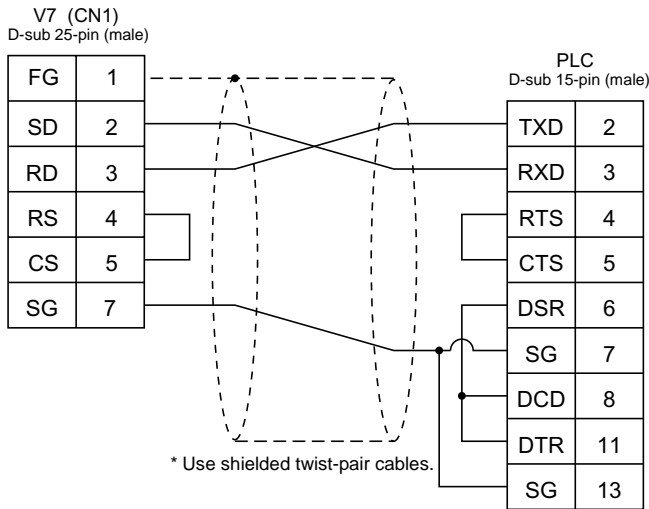 V7 (CN1)
D-sub 25-pin (male)
FG 1
SD 2
RD 3
RS 4
CS 5
SG 7
PLC
D-sub 15-pin (male)
TXD 2
RXD 3
RTS 4
CTS 5
DSR 6
SG 7
DCD 8
DTR 11
SG 13
* Use shielded twist-pair cables.